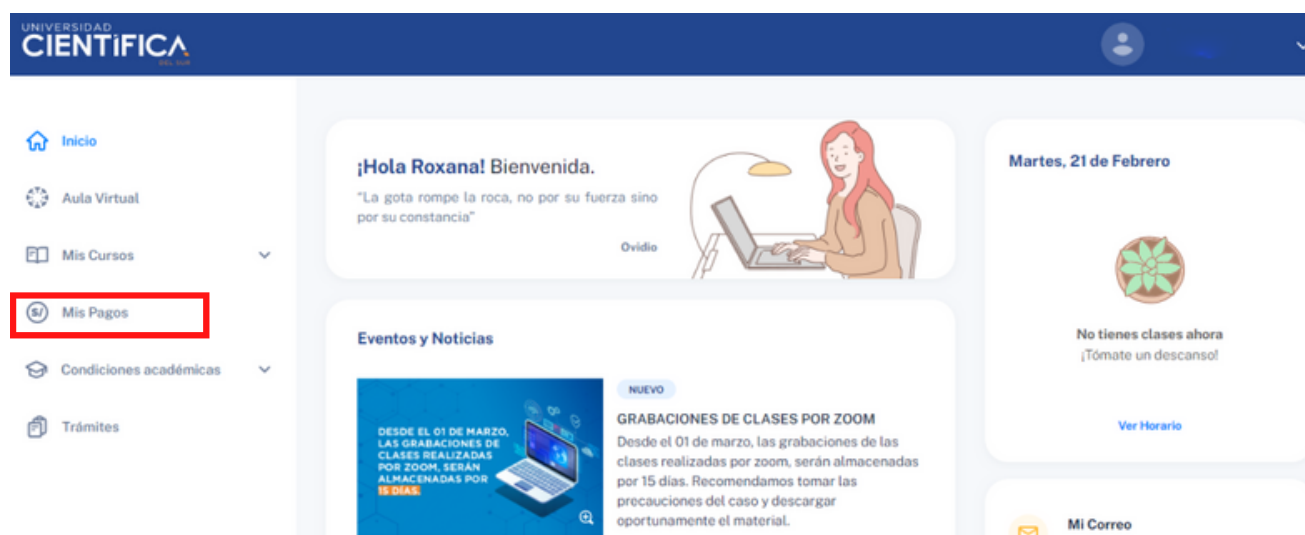 UNIVERSIDAD
CIENTÍFICA
DEL SUR
Inicio
Aula Virtual
Mis Cursos
S/ Mis Pagos
Condiciones académicas
Trámites
¡Hola Roxana! Bienvenida.
"La gota rompe la roca, no por su fuerza sino
por su constancia"
Ovidio
Eventos y Noticias
DESDE EL 01 DE MARZO,
LAS GRABACIONES DE
CLASES REALIZADAS
POR ZOOM, SERÁN
ALMACENADAS POR
15 DÍAS.
NUEVO
GRABACIONES DE CLASES POR ZOOM
Desde el 01 de marzo, las grabaciones de las
clases realizadas por zoom, serán almacenadas
por 15 días. Recomendamos tomar las
precauciones del caso y descargar
oportunamente el material.
Martes, 21 de Febrero
No tienes clases ahora
¡Tómate un descanso!
Ver Horario
Mi Correo